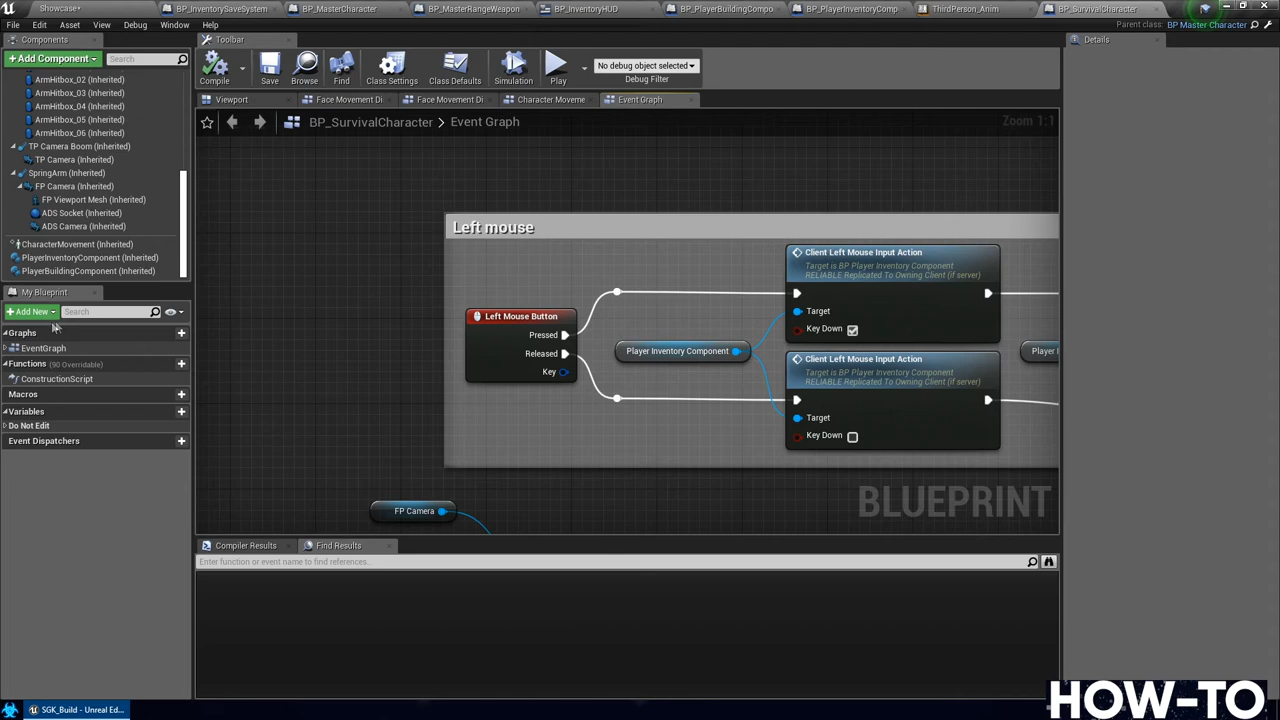 Showcase*
BP_InventorySaveSystem
BP_MasterCharacter
BP_MasterRangeWeapon
BP_InventoryHUD
BP_PlayerBuildingCompo
BP_PlayerInventoryComp
ThirdPerson_Anim
BP_SurvivalCharacter
File Edit Asset View Debug Window Help
Parent class: BP Master Character
Components
Toolbar
Details
+ Add Component
Search
Compile
Save
Browse
Find
Class Settings
Class Defaults
Simulation
Play
No debug object selected
Debug Filter
ArmHitbox_02 (Inherited)
ArmHitbox_03 (Inherited)
ArmHitbox_04 (Inherited)
ArmHitbox_05 (Inherited)
ArmHitbox_06 (Inherited)
TP Camera Boom (Inherited)
TP Camera (Inherited)
SpringArm (Inherited)
FP Camera (Inherited)
FP Viewport Mesh (Inherited)
ADS Socket (Inherited)
ADS Camera (Inherited)
CharacterMovement (Inherited)
PlayerInventoryComponent (Inherited)
PlayerBuildingComponent (Inherited)
My Blueprint
+ Add New
Search
Graphs
EventGraph
Functions (90 Overridable)
ConstructionScript
Macros
Variables
Do Not Edit
Event Dispatchers
Viewport
Face Movement Di
Face Movement Di
Character Moveme
Event Graph
BP_SurvivalCharacter > Event Graph
Zoom 1:1
Left mouse
Left Mouse Button
Pressed
Released
Key
Player Inventory Component
Client Left Mouse Input Action
Target is BP Player Inventory Component
RELIABLE Replicated To Owning Client (if server)
Target
Key Down
Client Left Mouse Input Action
Target is BP Player Inventory Component
RELIABLE Replicated To Owning Client (if server)
Target
Key Down
Player I
FP Camera
BLUEPRINT
Compiler Results
Find Results
Enter function or event name to find references...
SGK_Build - Unreal Ed...
HOW-TO